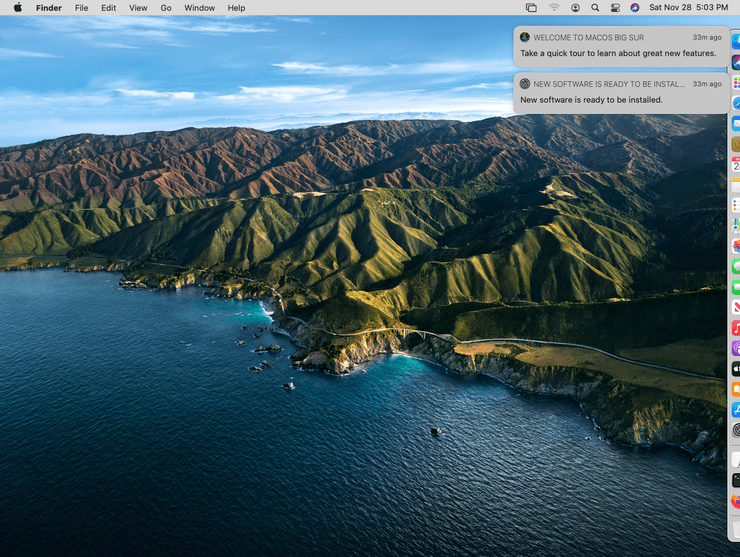 Finder File Edit View Go Window Help Sat Nov 28 5:03 PM
WELCOME TO MACOS BIG SUR 33m ago
Take a quick tour to learn about great new features.
NEW SOFTWARE IS READY TO BE INSTAL... 33m ago
New software is ready to be installed.